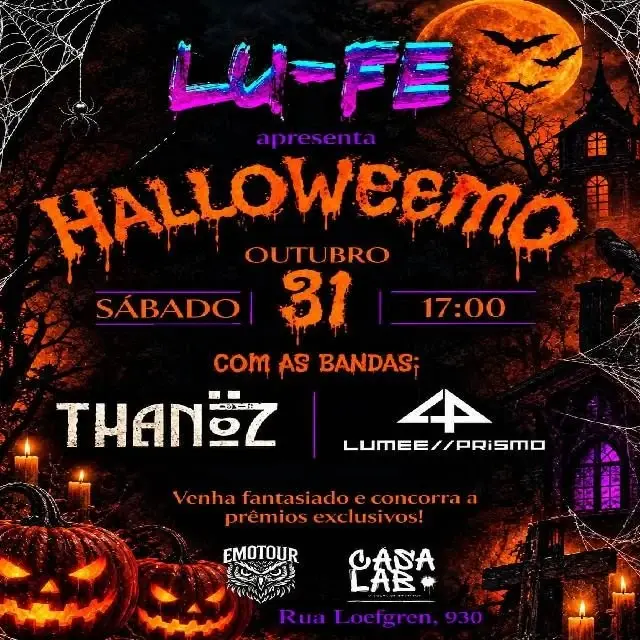 LU-FE
apresenta
HALLOWEEMO
OUTUBRO
SÁBADO 31 17:00
COM AS BANDAS:
THANÖZ LUMEE//PRISMO
Venha fantasiado e concorra a
prêmios exclusivos!
EMOTOUR CASA
LAB
Rua Loefgren, 930